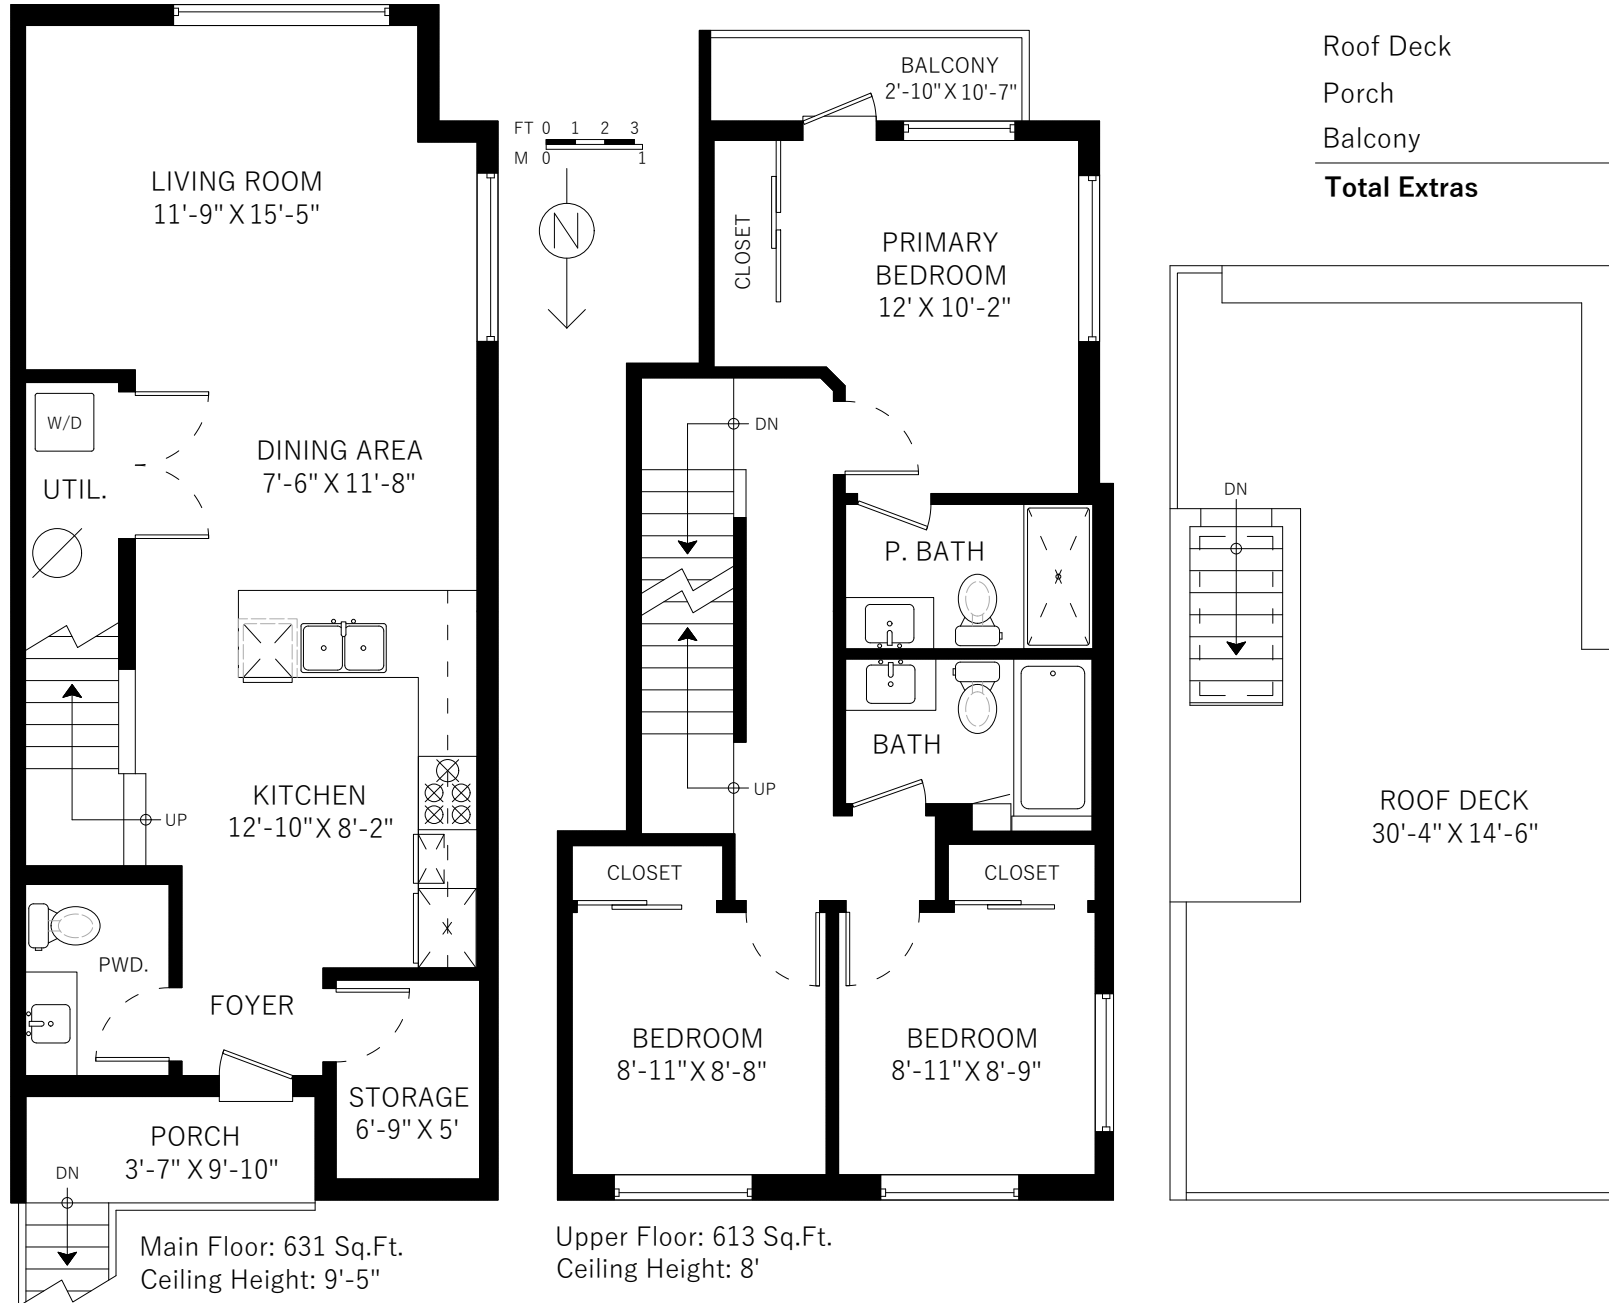 LIVING ROOM
11'-9" X 15'-5"
W/D
UTIL.
DINING AREA
7'-6" X 11'-8"
KITCHEN
12'-10" X 8'-2"
UP
PWD.
FOYER
STORAGE
6'-9" X 5'
PORCH
3'-7" X 9'-10"
DN
Main Floor: 631 Sq.Ft.
Ceiling Height: 9'-5"
FT 0 1 2 3
M 0 1
N
BALCONY
2'-10" X 10'-7"
CLOSET
PRIMARY
BEDROOM
12' X 10'-2"
DN
P. BATH
BATH
UP
CLOSET
CLOSET
BEDROOM
8'-11" X 8'-8"
BEDROOM
8'-11" X 8'-9"
Upper Floor: 613 Sq.Ft.
Ceiling Height: 8'
Roof Deck
Porch
Balcony
Total Extras
DN
ROOF DECK
30'-4" X 14'-6"